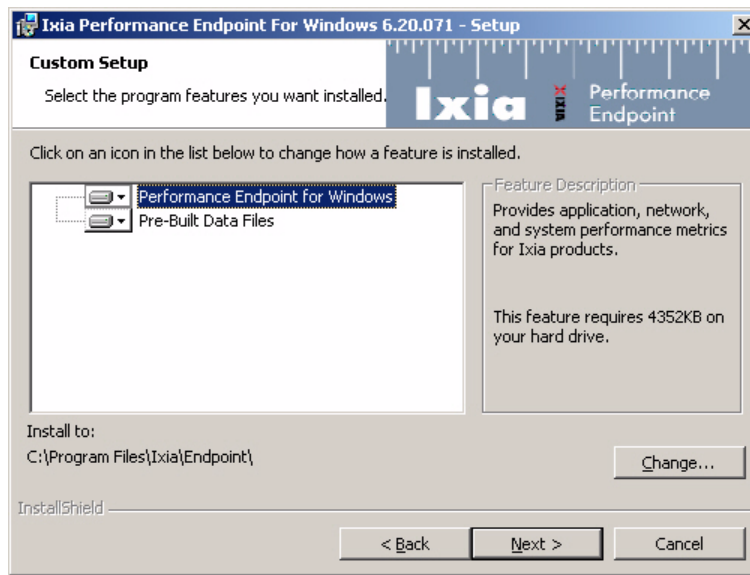 Ixia Performance Endpoint For Windows 6.20.071 - Setup
Custom Setup
Select the program features you want installed.
Ixia IXIA Performance
Endpoint
Click on an icon in the list below to change how a feature is installed.
Performance Endpoint for Windows
Pre-Built Data Files
Feature Description
Provides application, network,
and system performance metrics
for Ixia products.
This feature requires 4352KB on
your hard drive.
Install to:
C:\Program Files\Ixia\Endpoint\
Change...
InstallShield
< Back
Next >
Cancel